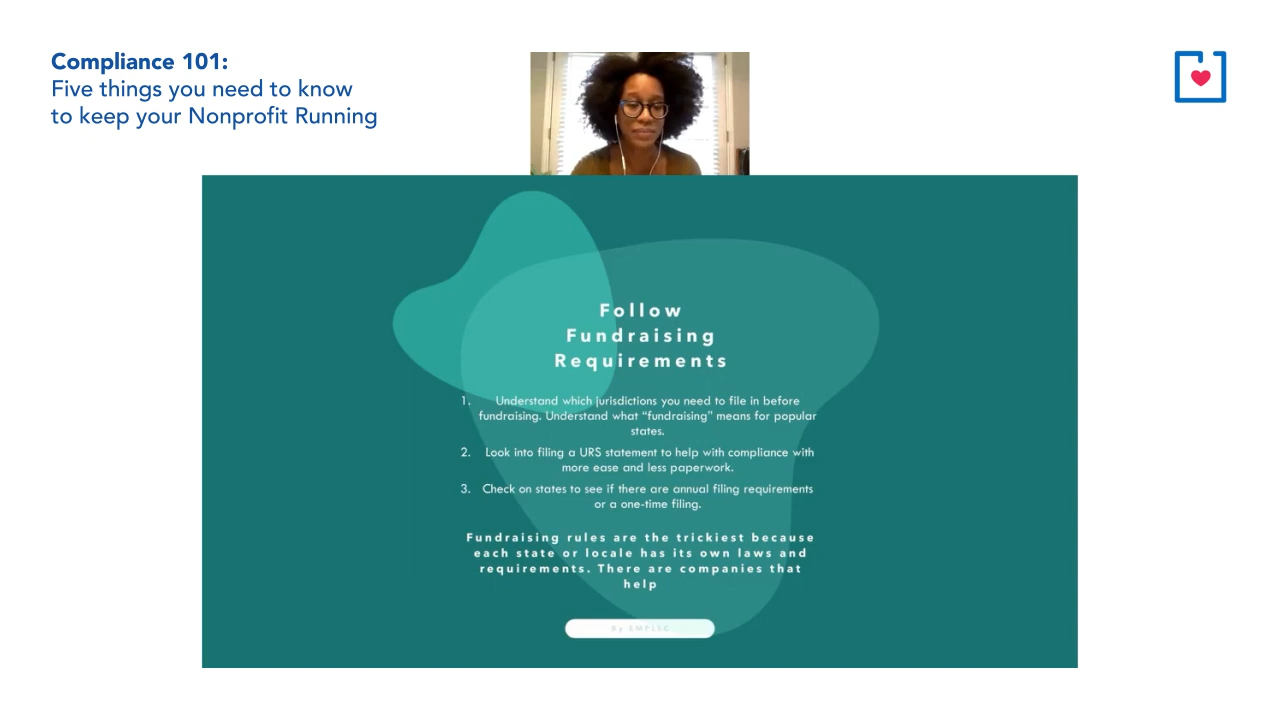 Compliance 101:
Five things you need to know
to keep your Nonprofit Running
Follow
Fundraising
Requirements
1. Understand which jurisdictions you need to file in before
fundraising. Understand what “fundraising” means for popular
states.
2. Look into filing a URS statement to help with compliance with
more ease and less paperwork.
3. Check on states to see if there are annual filing requirements
or a one-time filing.
Fundraising rules are the trickiest because
each state or locale has its own laws and
requirements. There are companies that
help
By